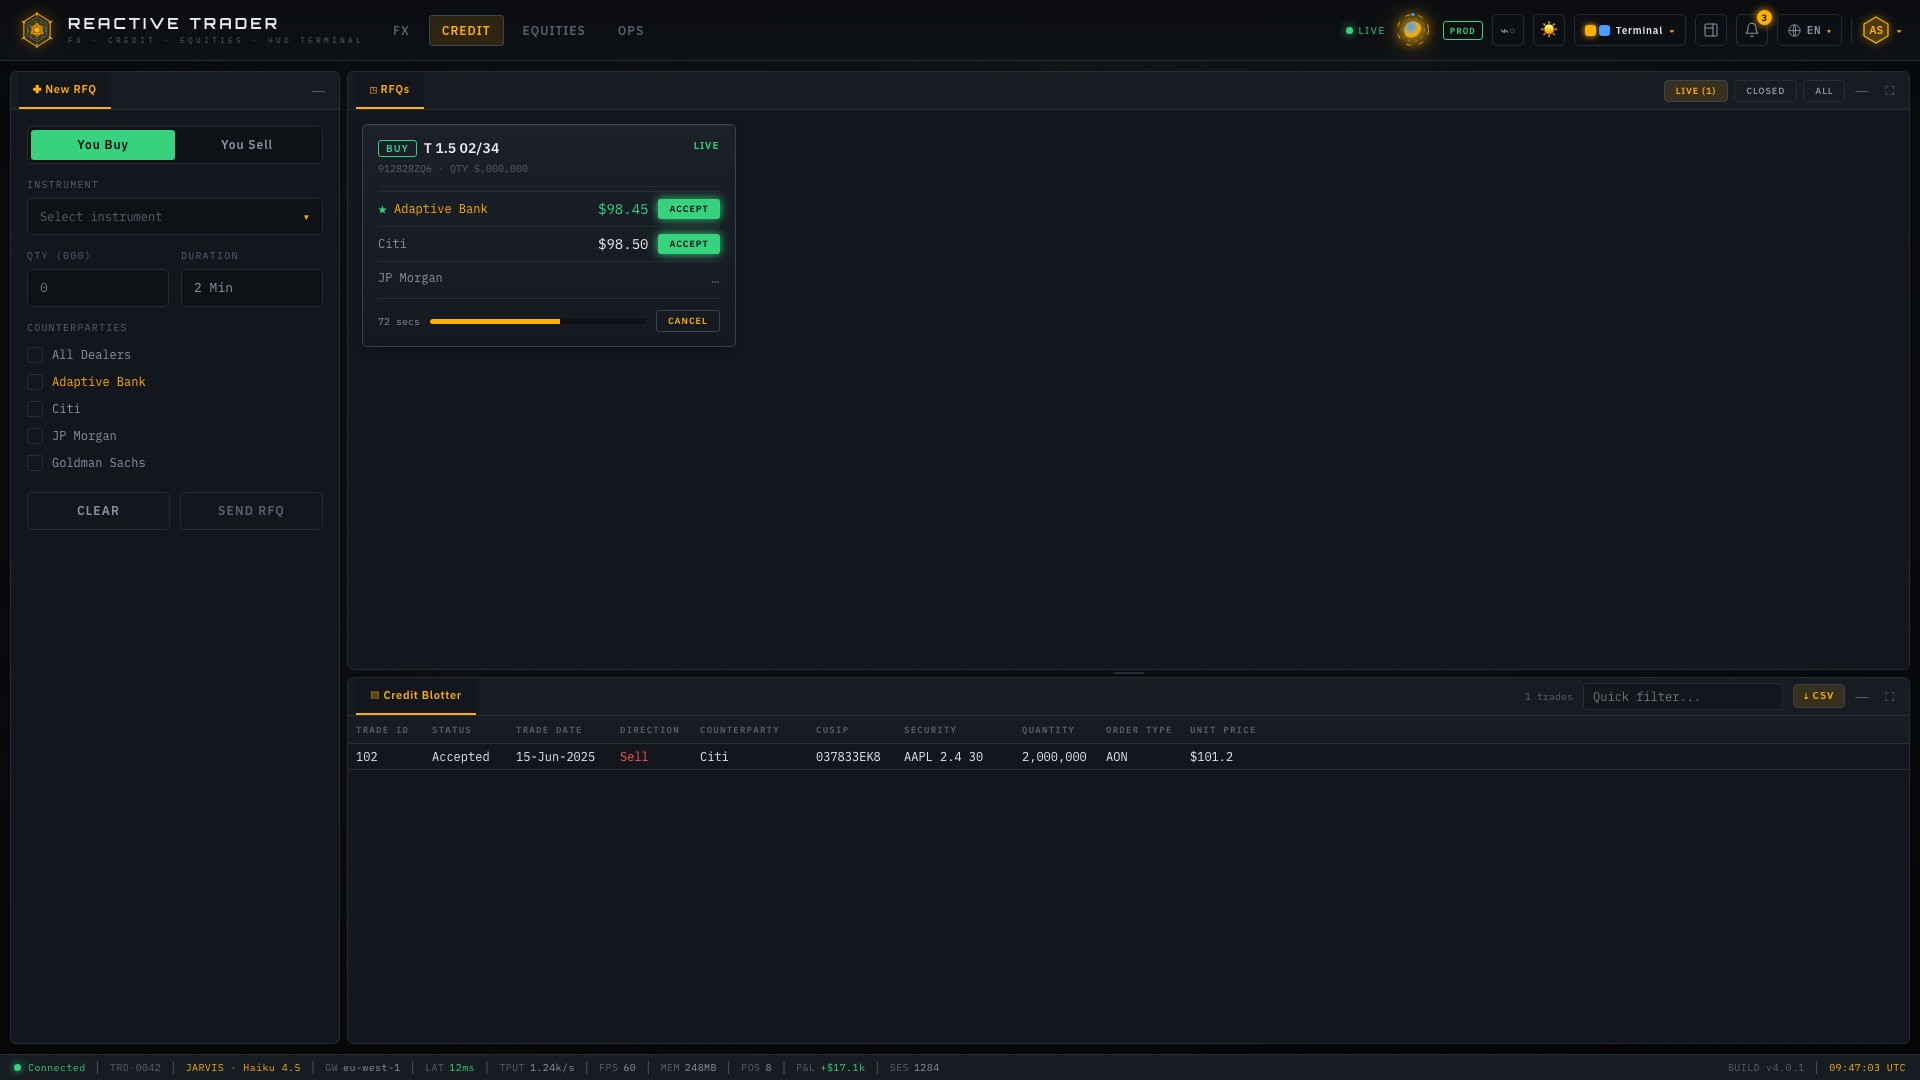 REACTIVE TRADER
FX · CREDIT · EQUITIES · HUD TERMINAL
FX
CREDIT
EQUITIES
OPS
LIVE
PROD
Terminal
3
EN
AS
New RFQ
You Buy
You Sell
INSTRUMENT
Select instrument
QTY (000)
DURATION
0
2 Min
COUNTERPARTIES
All Dealers
Adaptive Bank
Citi
JP Morgan
Goldman Sachs
CLEAR
SEND RFQ
RFQs
LIVE (1)
CLOSED
ALL
BUY T 1.5 02/34
LIVE
912828ZQ6 · QTY 5,000,000
★ Adaptive Bank $98.45 ACCEPT
Citi $98.50 ACCEPT
JP Morgan …
72 secs
CANCEL
Credit Blotter
1 trades
Quick filter...
↓ CSV
TRADE ID STATUS TRADE DATE DIRECTION COUNTERPARTY CUSIP SECURITY QUANTITY ORDER TYPE UNIT PRICE
102 Accepted 15-Jun-2025 Sell Citi 037833EK8 AAPL 2.4 30 2,000,000 AON $101.2
Connected
TRD-0042
JARVIS · Haiku 4.5
GW eu-west-1
LAT 12ms
TPUT 1.24k/s
FPS 60
MEM 248MB
POS 8
P&L +$17.1k
SES 1284
BUILD v4.0.1
09:47:03 UTC